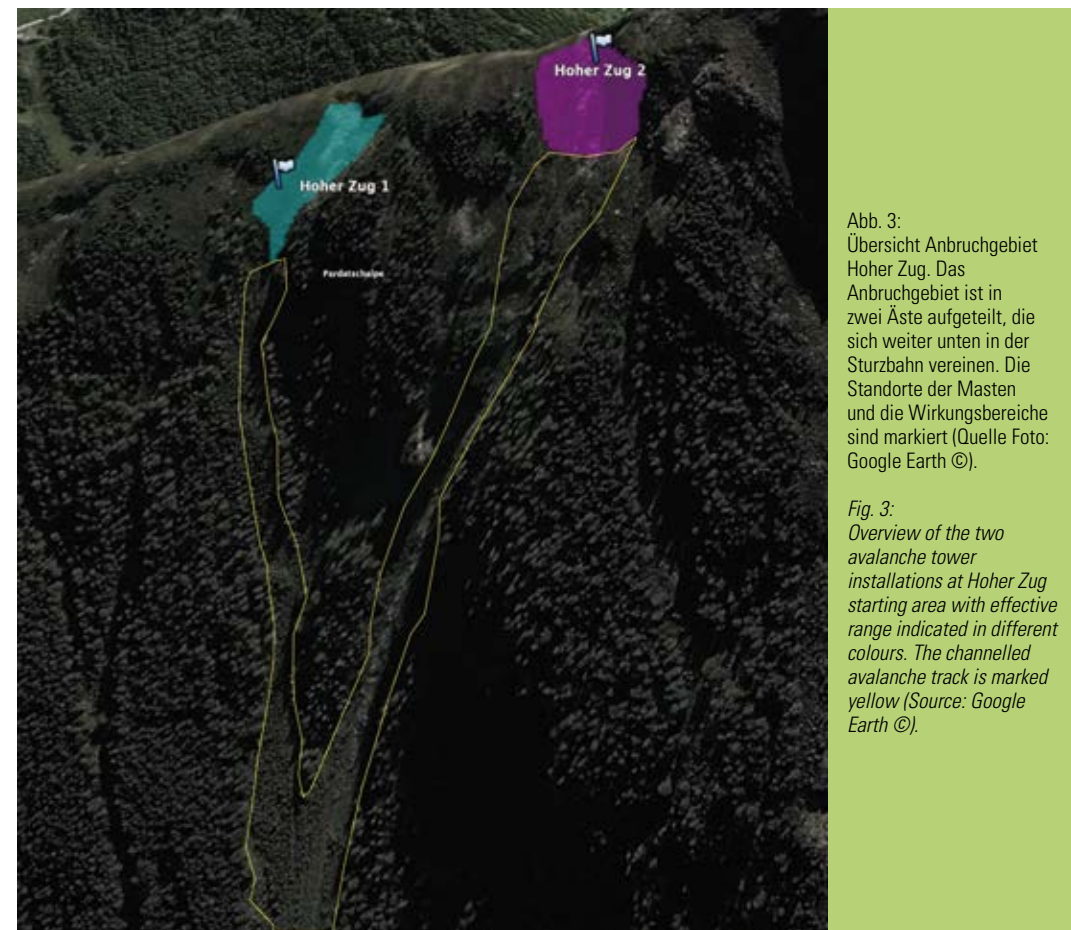 Hoher Zug 2
Hoher Zug 1
Pardatschalpe
Abb. 3:
Übersicht Anbruchgebiet
Hoher Zug. Das
Anbruchgebiet ist in
zwei Äste aufgeteilt, die
sich weiter unten in der
Sturzbahn vereinen. Die
Standorte der Masten
und die Wirkungsbereiche
sind markiert (Quelle Foto:
Google Earth ©).
Fig. 3:
Overview of the two
avalanche tower
installations at Hoher Zug
starting area with effective
range indicated in different
colours. The channelled
avalanche track is marked
yellow (Source: Google
Earth ©).